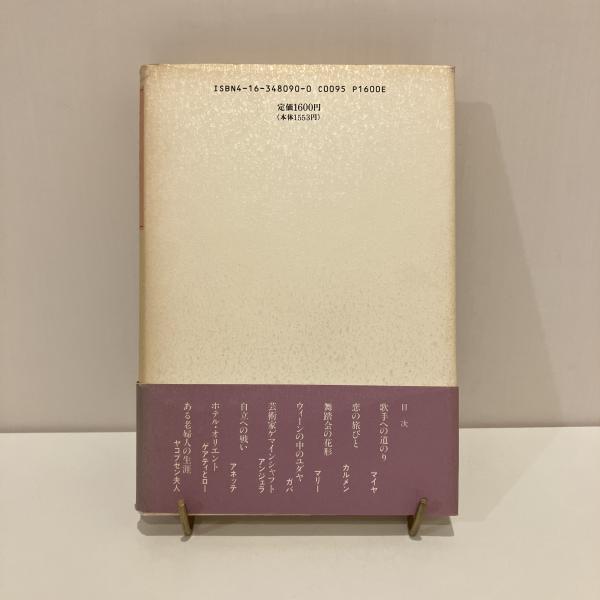 ISBN4-16-348090-0 C0095 P1600E
定価1600円
(本体1553円)
目次
歌手への道のり
マイヤ
恋の旅びと
カルメン
舞踏会の花形
マリー
ウィーンの中のユダヤ
ガバ
芸術家ゲマインシャフト
アンジェラ
自立への戦い
アネッテ
ホテル・オリエント
ゲアティとロー
ある老婦人の生涯
ヤコブセン夫人